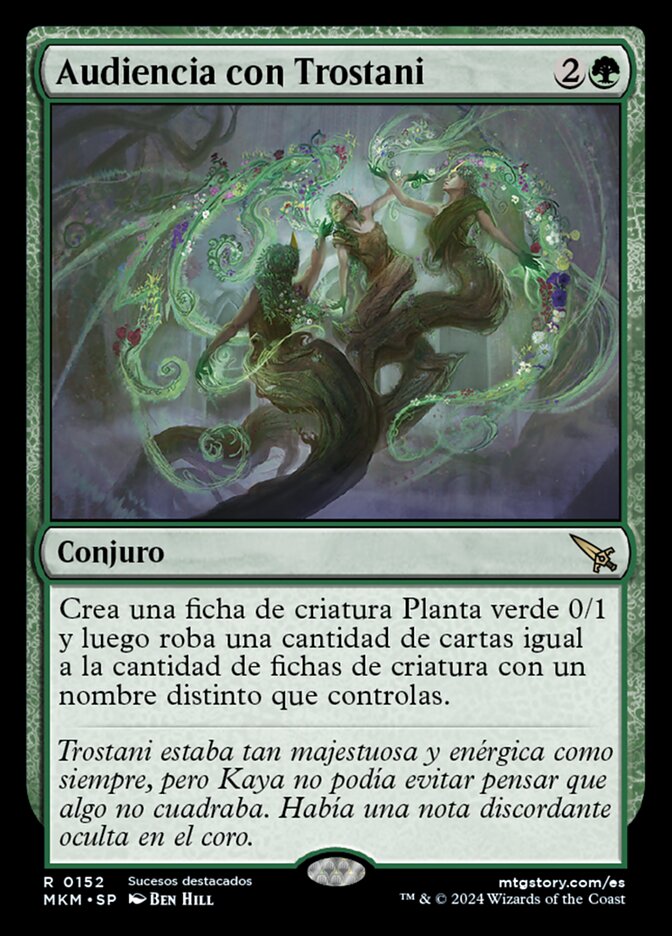 Audiencia con Trostani 2
Conjuro
Crea una ficha de criatura Planta verde 0/1
y luego roba una cantidad de cartas igual
a la cantidad de fichas de criatura con un
nombre distinto que controlas.
Trostani estaba tan majestuosa y enérgica como
siempre, pero Kaya no podía evitar pensar que
algo no cuadraba. Había una nota discordante
oculta en el coro.
R 0152 Sucesos destacados mtgstory.com/es
MKM • SP Ben Hill ™ & © 2024 Wizards of the Coast